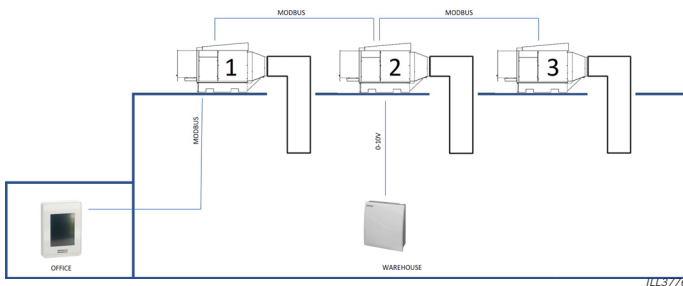 MODBUS
MODBUS
1
2
3
MODBUS
0-10V
OFFICE
WAREHOUSE